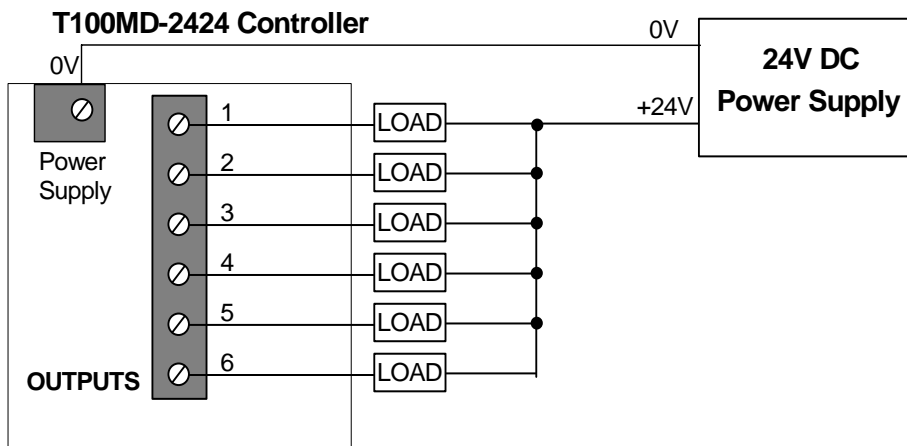 T100MD-2424 Controller
0V
0V
24V DC
Power Supply
+24V
Power
Supply
1
LOAD
2
LOAD
3
LOAD
4
LOAD
5
LOAD
6
LOAD
OUTPUTS